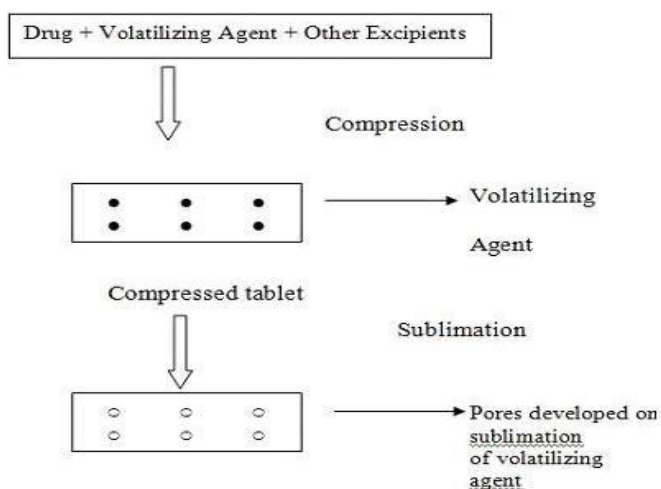 Drug + Volatilizing Agent + Other Excipients
Compression
Volatilizing
Agent
Compressed tablet
Sublimation
Pores developed on
sublimation
of volatilizing
agent